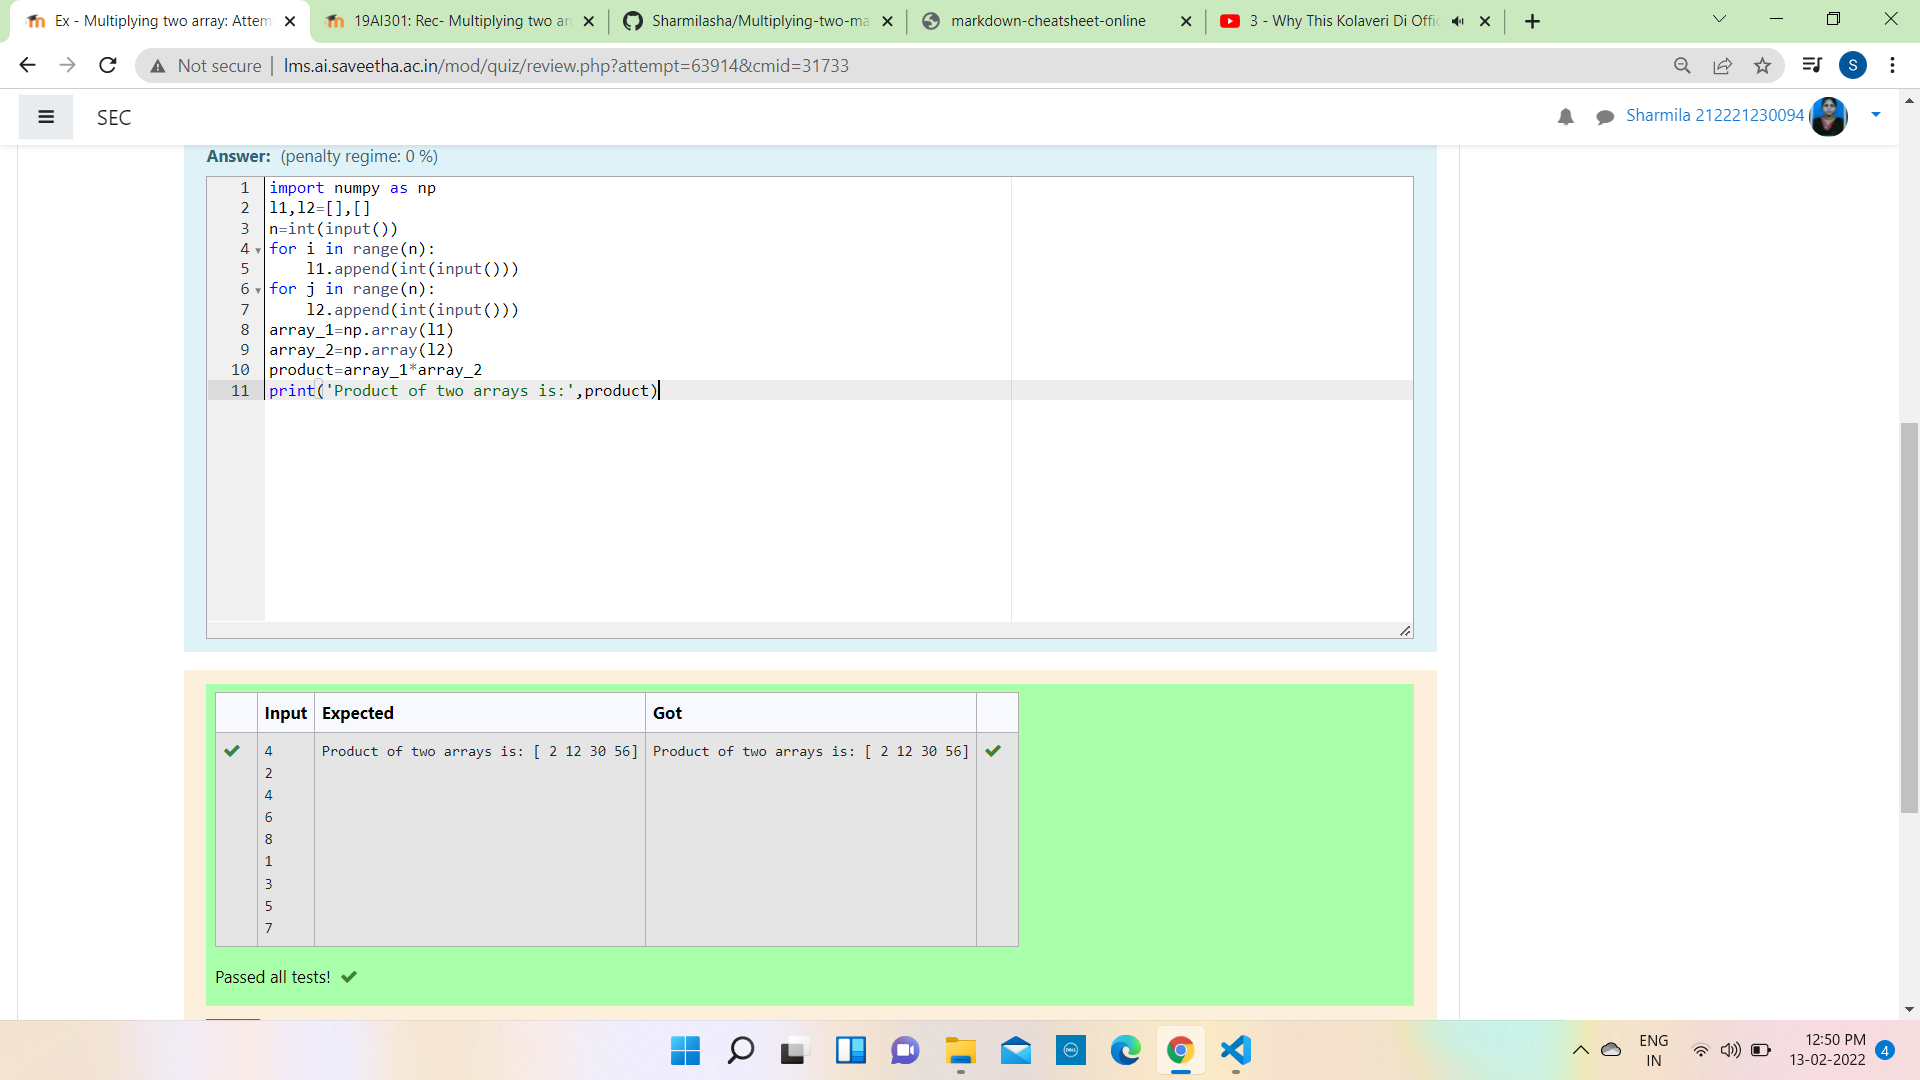 Ex - Multiplying two array: Attem
19AI301: Rec- Multiplying two arr
Sharmilasha/Multiplying-two-ma
markdown-cheatsheet-online
3 - Why This Kolaveri Di Offic
Not secure
lms.ai.saveetha.ac.in/mod/quiz/review.php?attempt=63914&cmid=31733
S
SEC
Sharmila 212221230094
Answer: (penalty regime: 0 %)
1 import numpy as np
2 l1,l2=[],[]
3 n=int(input())
4 for i in range(n):
5     l1.append(int(input()))
6 for j in range(n):
7     l2.append(int(input()))
8 array_1=np.array(l1)
9 array_2=np.array(l2)
10 product=array_1*array_2
11 print('Product of two arrays is:',product)
Input Expected Got
4 Product of two arrays is: [ 2 12 30 56] Product of two arrays is: [ 2 12 30 56]
2
4
6
8
1
3
5
7
Passed all tests!
DELL
ENG
IN
12:50 PM
13-02-2022
4